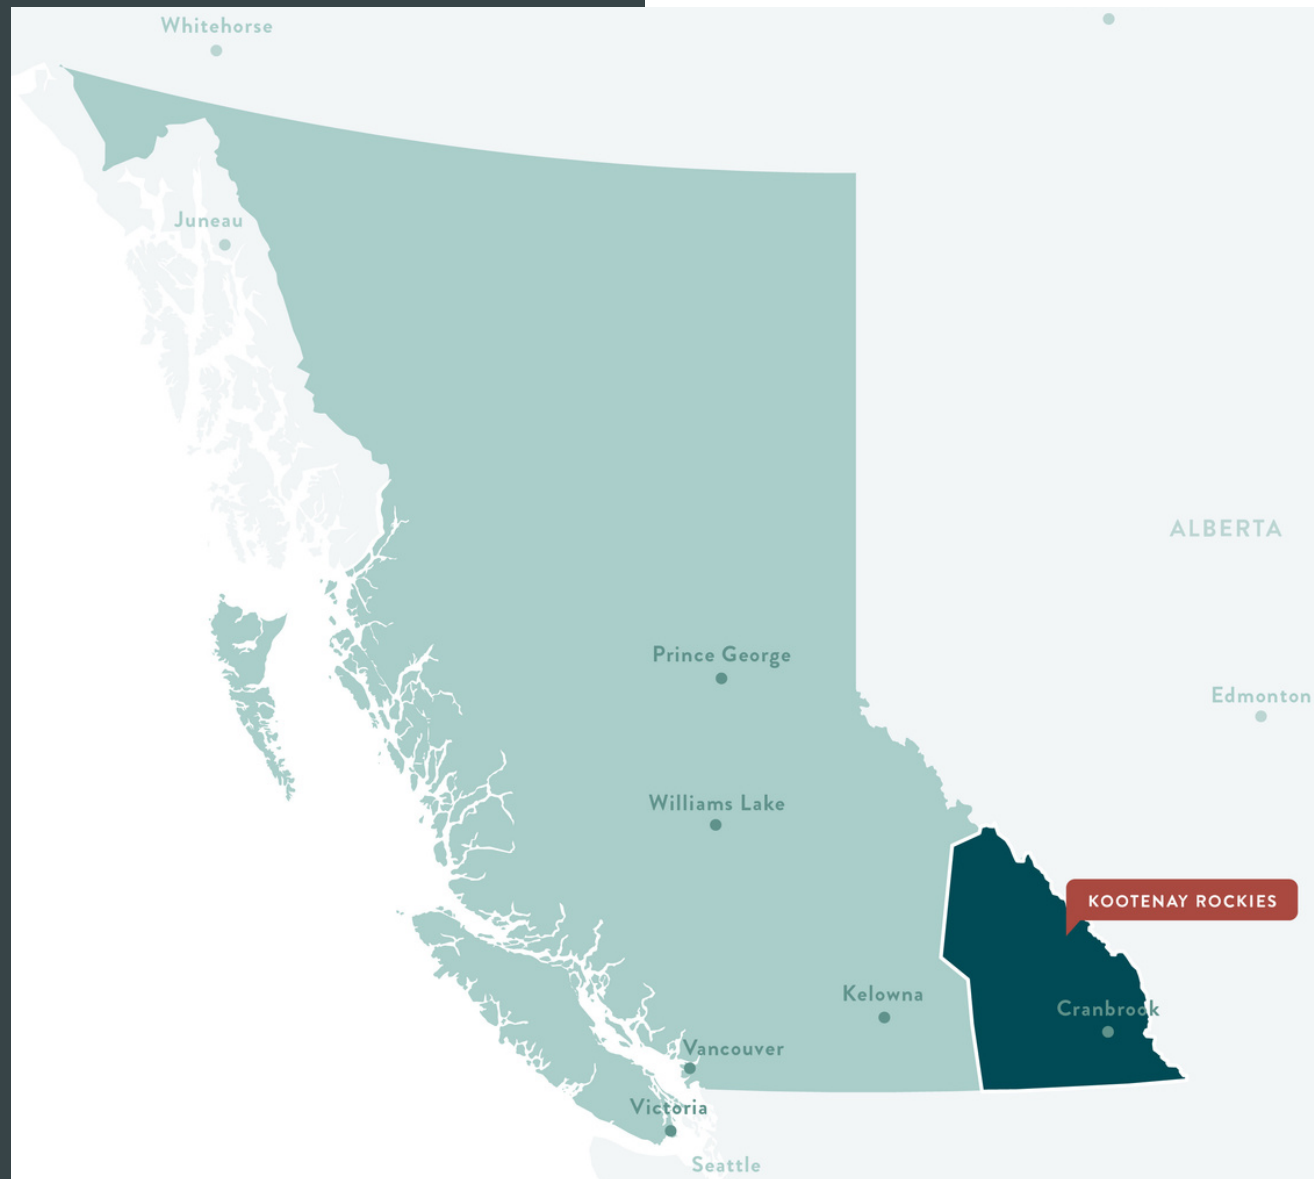 Whitehorse
Juneau
ALBERTA
Prince George
Edmonton
Williams Lake
KOOTENAY ROCKIES
Kelowna
Cranbrook
Vancouver
Victoria
Seattle